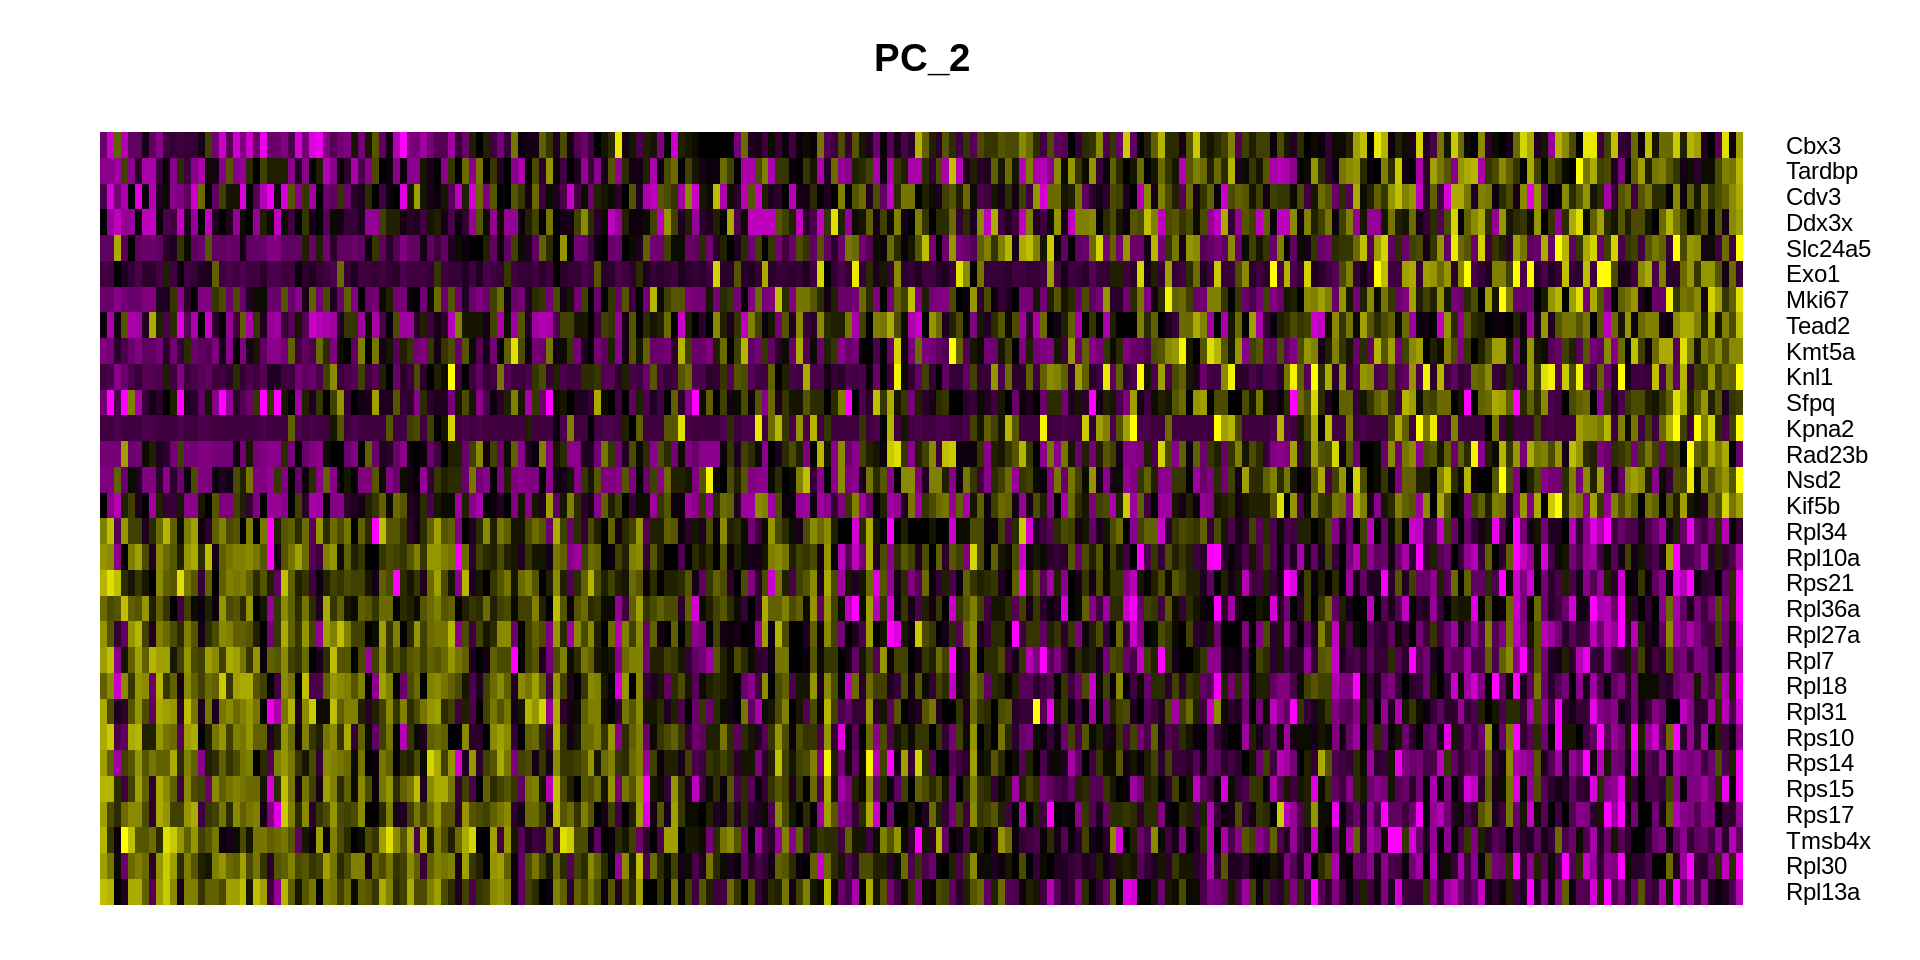 PC_2
Cbx3
Tardbp
Cdv3
Ddx3x
Slc24a5
Exo1
Mki67
Tead2
Kmt5a
Knl1
Sfpq
Kpna2
Rad23b
Nsd2
Kif5b
Rpl34
Rpl10a
Rps21
Rpl36a
Rpl27a
Rpl7
Rpl18
Rpl31
Rps10
Rps14
Rps15
Rps17
Tmsb4x
Rpl30
Rpl13a